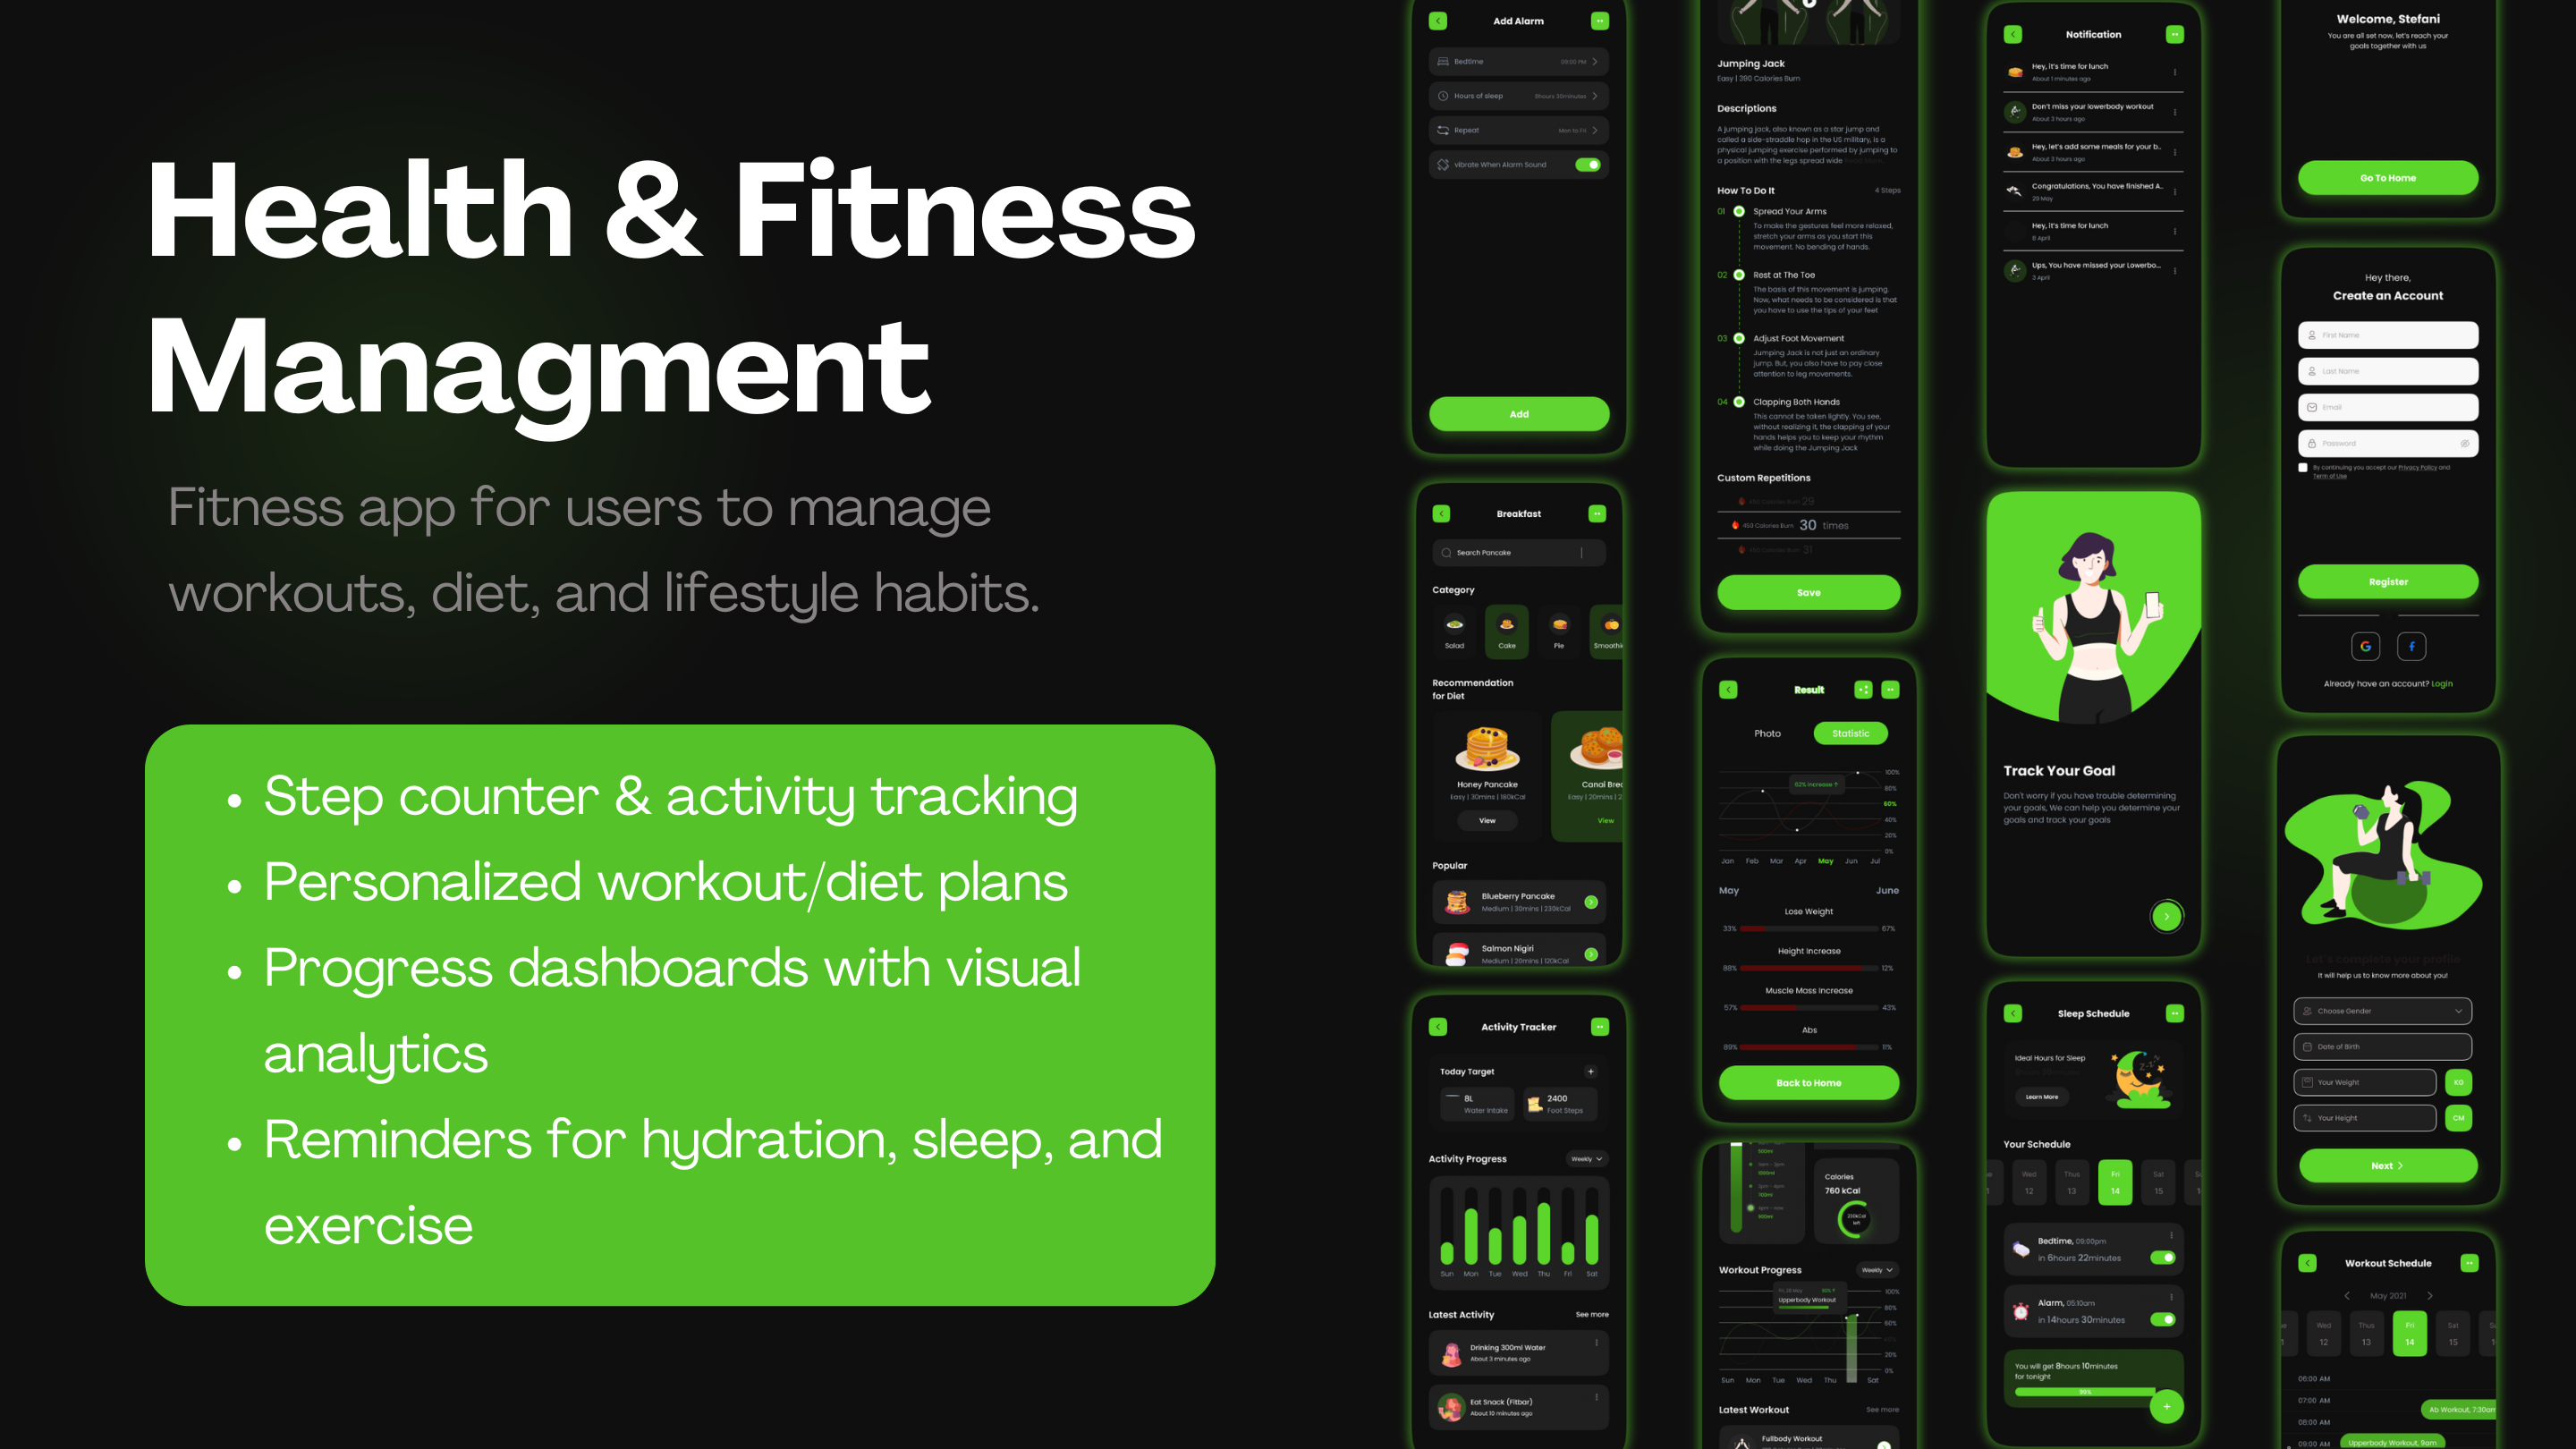 Health & Fitness
Managment
Fitness app for users to manage
workouts, diet, and lifestyle habits.
• Step counter & activity tracking
• Personalized workout/diet plans
• Progress dashboards with visual
analytics
• Reminders for hydration, sleep, and
exercise
Add Alarm
Bedtime 09:00 PM
Hours of sleep 8hours 30minutes
Repeat Mon to Fri
vibrate When Alarm Sound
Add
Breakfast
Search Pancake
Category
Salad Cake Pie Smoothi
Recommendation
for Diet
Honey Pancake
Easy | 30mins | 180kCal
View
Canai Brea
Easy | 20mins | 2
View
Popular
Blueberry Pancake
Medium | 30mins | 230kCal
Salmon Nigiri
Medium | 20mins | 120kCal
Activity Tracker
Today Target
8L
Water Intake
2400
Foot Steps
Activity Progress Weekly
Sun Mon Tue Wed Thu Fri Sat
Latest Activity See more
Drinking 300ml Water
About 3 minutes ago
Eat Snack (Fitbar)
About 10 minutes ago
Jumping Jack
Easy | 390 Calories Burn
Descriptions
A jumping jack, also known as a star jump and
called a side-straddle hop in the US military, is a
physical jumping exercise performed by jumping to
a position with the legs spread wide
How To Do It 4 Steps
01 Spread Your Arms
To make the gestures feel more relaxed,
stretch your arms as you start this
movement. No bending of hands.
02 Rest at The Toe
The basis of this movement is jumping.
Now, what needs to be considered is that
you have to use the tips of your feet
03 Adjust Foot Movement
Jumping Jack is not just an ordinary
jump. But, you also have to pay close
attention to leg movements.
04 Clapping Both Hands
This cannot be taken lightly. You see,
without realizing it, the clapping of your
hands helps you to keep your rhythm
while doing the Jumping Jack
Custom Repetitions
450 Calories Burn 29
450 Calories Burn 30 times
450 Calories Burn 31
Save
Result
Photo Statistic
62% Increase ↑
100%
80%
60%
40%
20%
0%
Jan Feb Mar Apr May Jun Jul
May June
Lose Weight
33% 67%
Height Increase
88% 12%
Muscle Mass Increase
57% 43%
Abs
89% 11%
Back to Home
500ml
9am - 11am
1000ml
2pm - 4pm
700ml
4pm - now
900ml
Calories
760 kCal
230kCal
left
Workout Progress Weekly
Upperbody Workout
100%
80%
60%
20%
0%
Sun Mon Tue Wed Thu Sat
Latest Workout See more
Fullbody Workout
Notification
Hey, it's time for lunch
About 1 minutes ago
Don't miss your lowerbody workout
About 3 hours ago
Hey, let's add some meals for your b..
About 3 hours ago
Congratulations, You have finished A..
29 May
Hey, it's time for lunch
8 April
Ups, You have missed your Lowerbo...
3 April
Track Your Goal
Don't worry if you have trouble determining
your goals, We can help you determine your
goals and track your goals
Sleep Schedule
Ideal Hours for Sleep
Learn More
Your Schedule
Wed Thus Fri Sat
12 13 14 15
Bedtime, 09:00pm
in 6hours 22minutes
Alarm, 05:10am
in 14hours 30minutes
You will get 8hours 10minutes
for tonight
96%
Welcome, Stefani
You are all set now, let's reach your
goals together with us
Go To Home
Hey there,
Create an Account
First Name
Last Name
Email
Password
By continuing you accept our Privacy Policy and
Term of Use
Register
Already have an account? Login
Let's complete your profile
It will help us to know more about you!
Choose Gender
Date of Birth
Your Weight KG
Your Height CM
Next
Workout Schedule
May 2021
Wed Thus Fri Sat
12 13 14 15
06:00 AM
07:00 AM
Ab Workout, 7:30am
08:00 AM
09:00 AM
Upperbody Workout, 9am